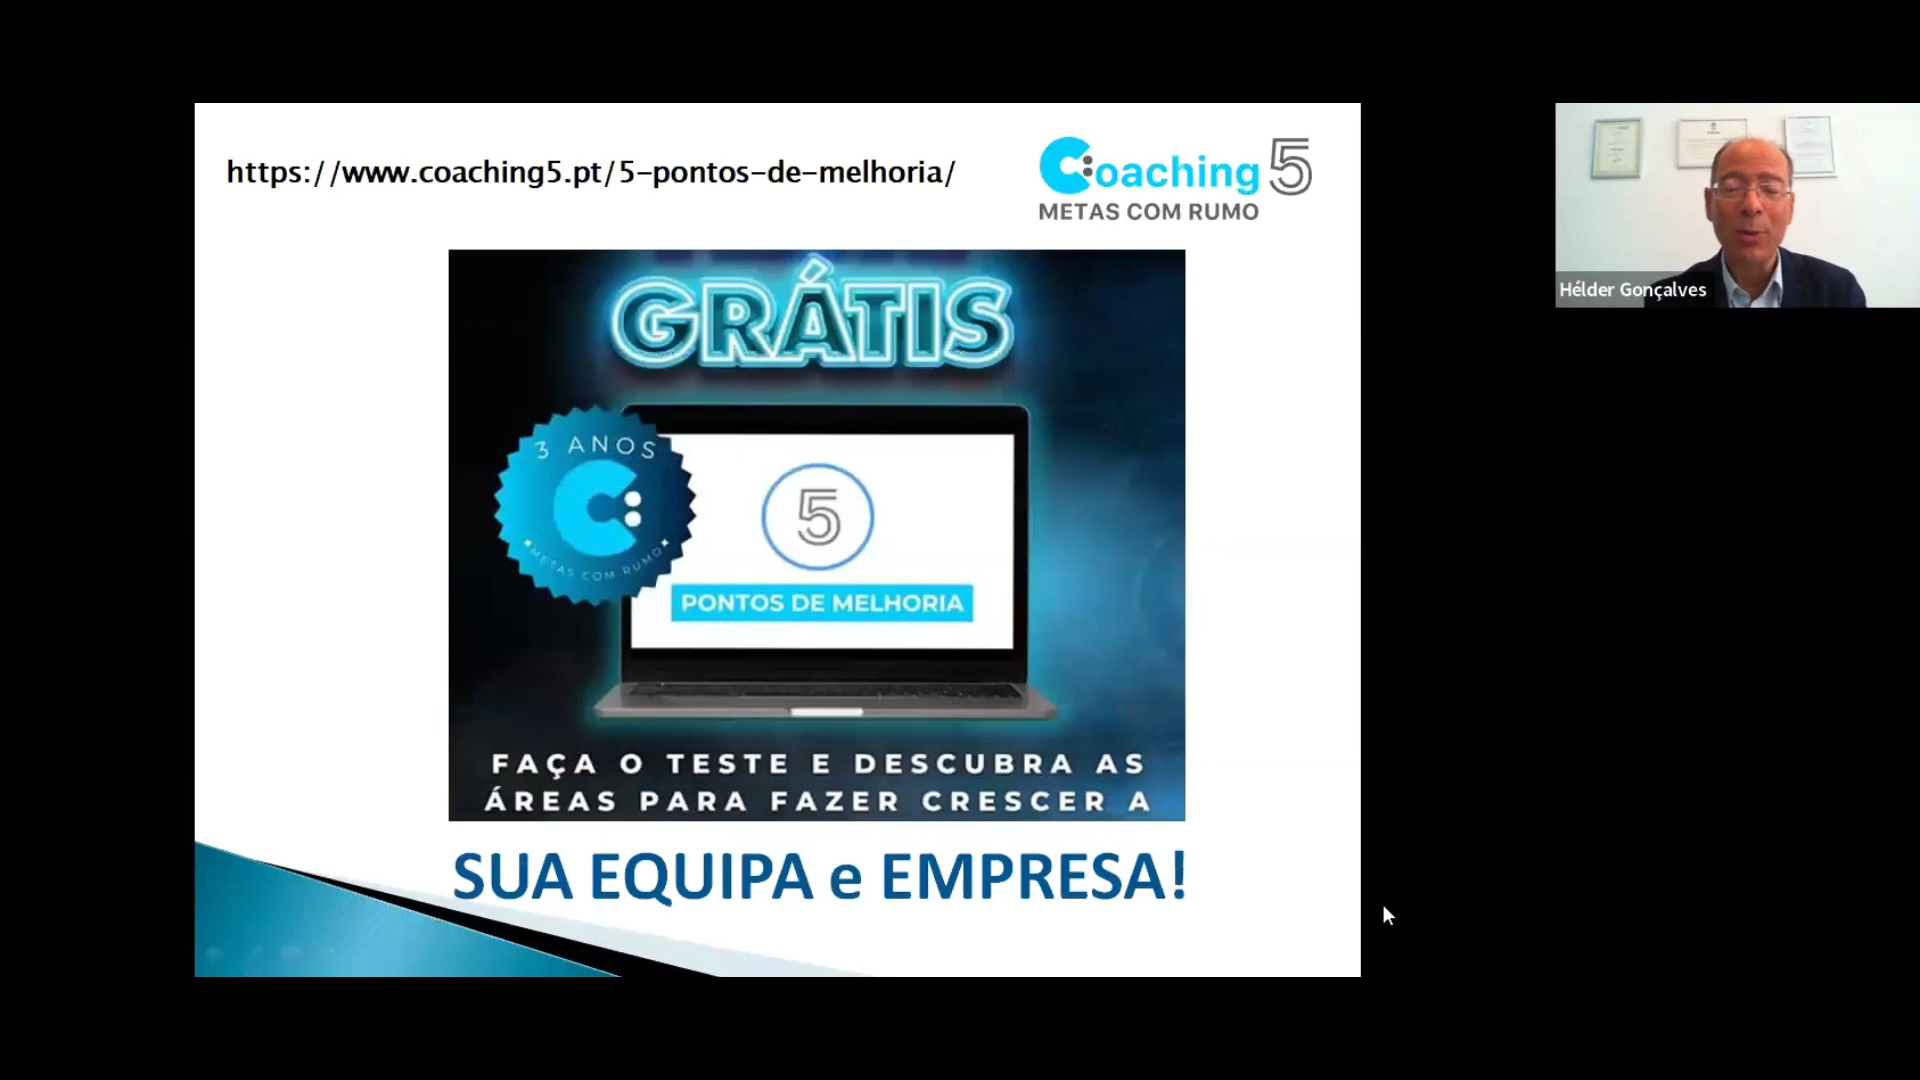 https://www.coaching5.pt/5-pontos-de-melhoria/
Coaching 5
METAS COM RUMO
GRÁTIS
3 ANOS
METAS COM RUMO
5
PONTOS DE MELHORIA
FAÇA O TESTE E DESCUBRA AS
ÁREAS PARA FAZER CRESCER A
SUA EQUIPA e EMPRESA!
Hélder Gonçalves